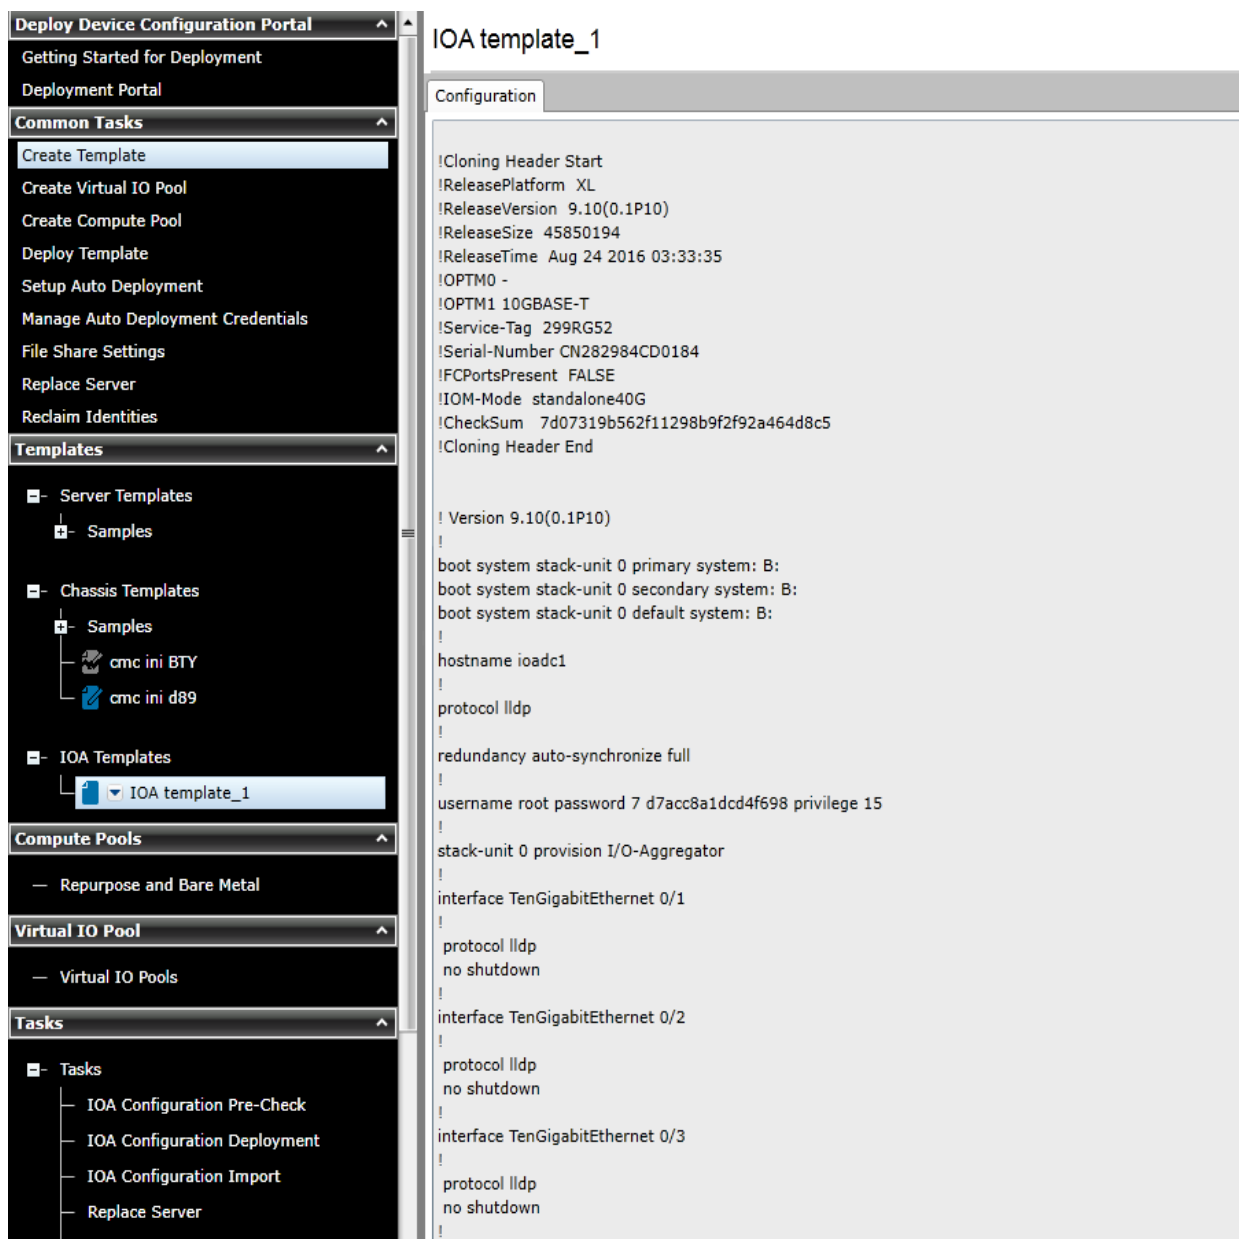 Deploy Device Configuration Portal
Getting Started for Deployment
Deployment Portal
Common Tasks
Create Template
Create Virtual IO Pool
Create Compute Pool
Deploy Template
Setup Auto Deployment
Manage Auto Deployment Credentials
File Share Settings
Replace Server
Reclaim Identities
Templates
Server Templates
Samples
Chassis Templates
Samples
cmc ini BTY
cmc ini d89
IOA Templates
IOA template_1
Compute Pools
Repurpose and Bare Metal
Virtual IO Pool
Virtual IO Pools
Tasks
Tasks
IOA Configuration Pre-Check
IOA Configuration Deployment
IOA Configuration Import
Replace Server
IOA template_1
Configuration
!Cloning Header Start
!ReleasePlatform  XL
!ReleaseVersion  9.10(0.1P10)
!ReleaseSize  45850194
!ReleaseTime  Aug 24 2016 03:33:35
!OPTM0 -
!OPTM1 10GBASE-T
!Service-Tag  299RG52
!Serial-Number CN282984CD0184
!FCPortsPresent  FALSE
!IOM-Mode  standalone40G
!CheckSum   7d07319b562f11298b9f2f92a464d8c5
!Cloning Header End
! Version 9.10(0.1P10)
!
boot system stack-unit 0 primary system: B:
boot system stack-unit 0 secondary system: B:
boot system stack-unit 0 default system: B:
!
hostname ioadc1
!
protocol lldp
!
redundancy auto-synchronize full
!
username root password 7 d7acc8a1dcd4f698 privilege 15
!
stack-unit 0 provision I/O-Aggregator
!
interface TenGigabitEthernet 0/1
!
protocol lldp
no shutdown
!
interface TenGigabitEthernet 0/2
!
protocol lldp
no shutdown
!
interface TenGigabitEthernet 0/3
!
protocol lldp
no shutdown
!